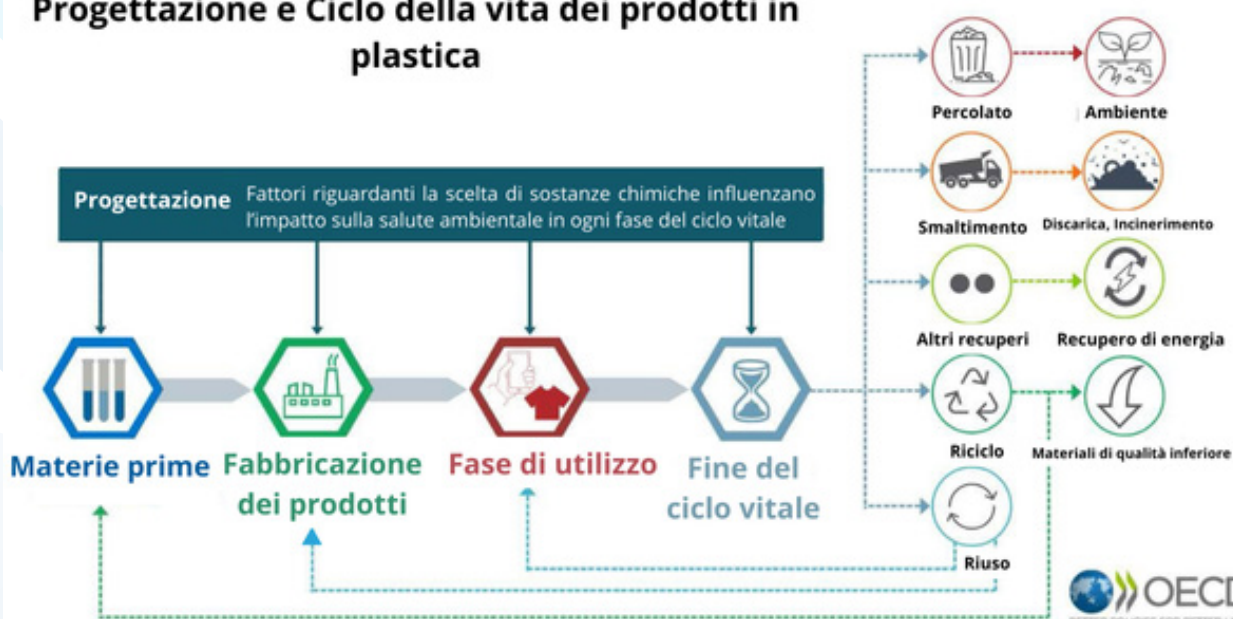 Progettazione e Ciclo della vita dei prodotti in
plastica
Progettazione
Fattori riguardanti la scelta di sostanze chimiche influenzano
l'impatto sulla salute ambientale in ogni fase del ciclo vitale
Materie prime
Fabbricazione
dei prodotti
Fase di utilizzo
Fine del
ciclo vitale
Percolato
Ambiente
Smaltimento
Discarica, Incinerimento
Altri recuperi
Recupero di energia
Riciclo
Materiali di qualità inferiore
Riuso
OECD